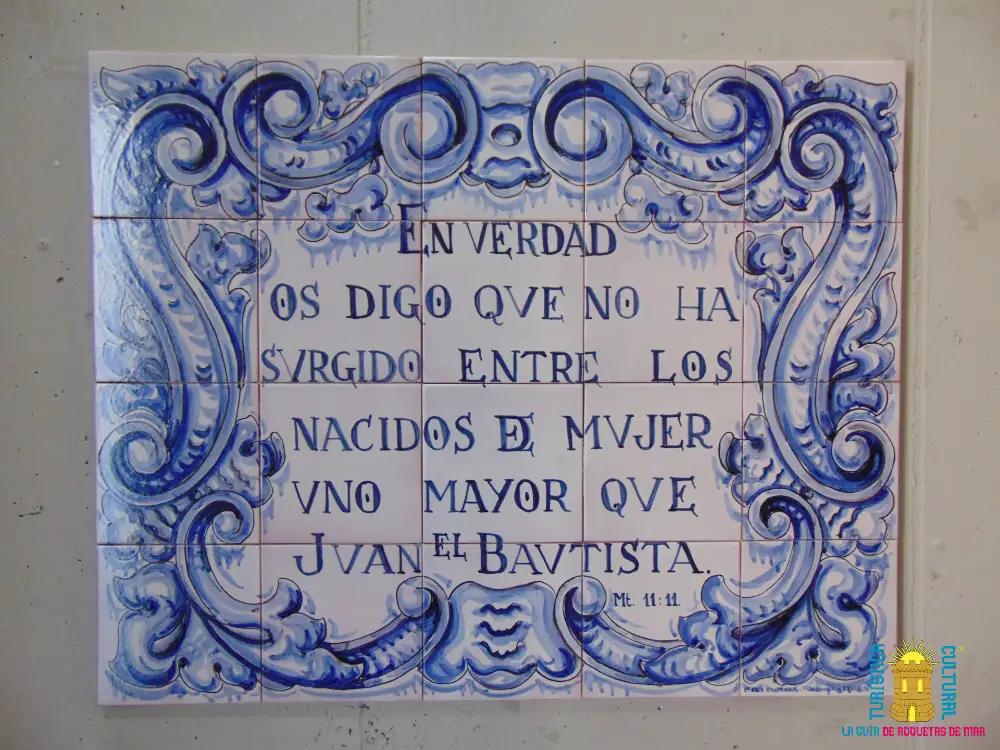 EN VERDAD
OS DIGO QVE NO HA
SVRGIDO ENTRE LOS
NACIDOS DE MVJER
VNO MAYOR QVE
JVAN EL BAVTISTA.
Mt. 11:11.
TURISMO CULTURAL
LA GUÍA DE ROQUETAS DE MAR